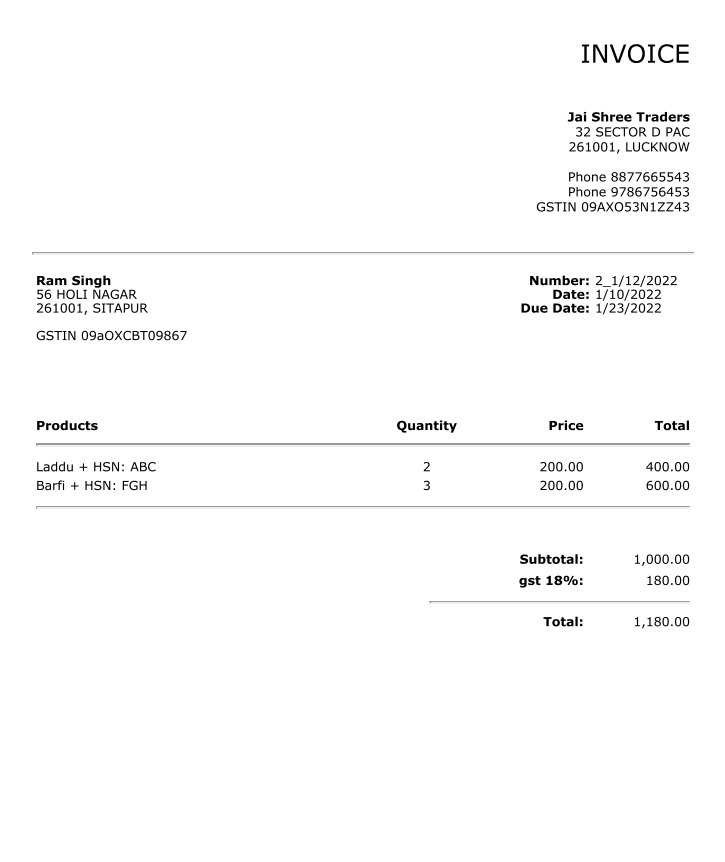 INVOICE
Jai Shree Traders
32 SECTOR D PAC
261001, LUCKNOW
Phone 8877665543
Phone 9786756453
GSTIN 09AXO53N1ZZ43
Ram Singh
56 HOLI NAGAR
261001, SITAPUR
GSTIN 09aOXCBT09867
Number: 2_1/12/2022
Date: 1/10/2022
Due Date: 1/23/2022
Products Quantity Price Total
Laddu + HSN: ABC 2 200.00 400.00
Barfi + HSN: FGH 3 200.00 600.00
Subtotal: 1,000.00
gst 18%: 180.00
Total: 1,180.00